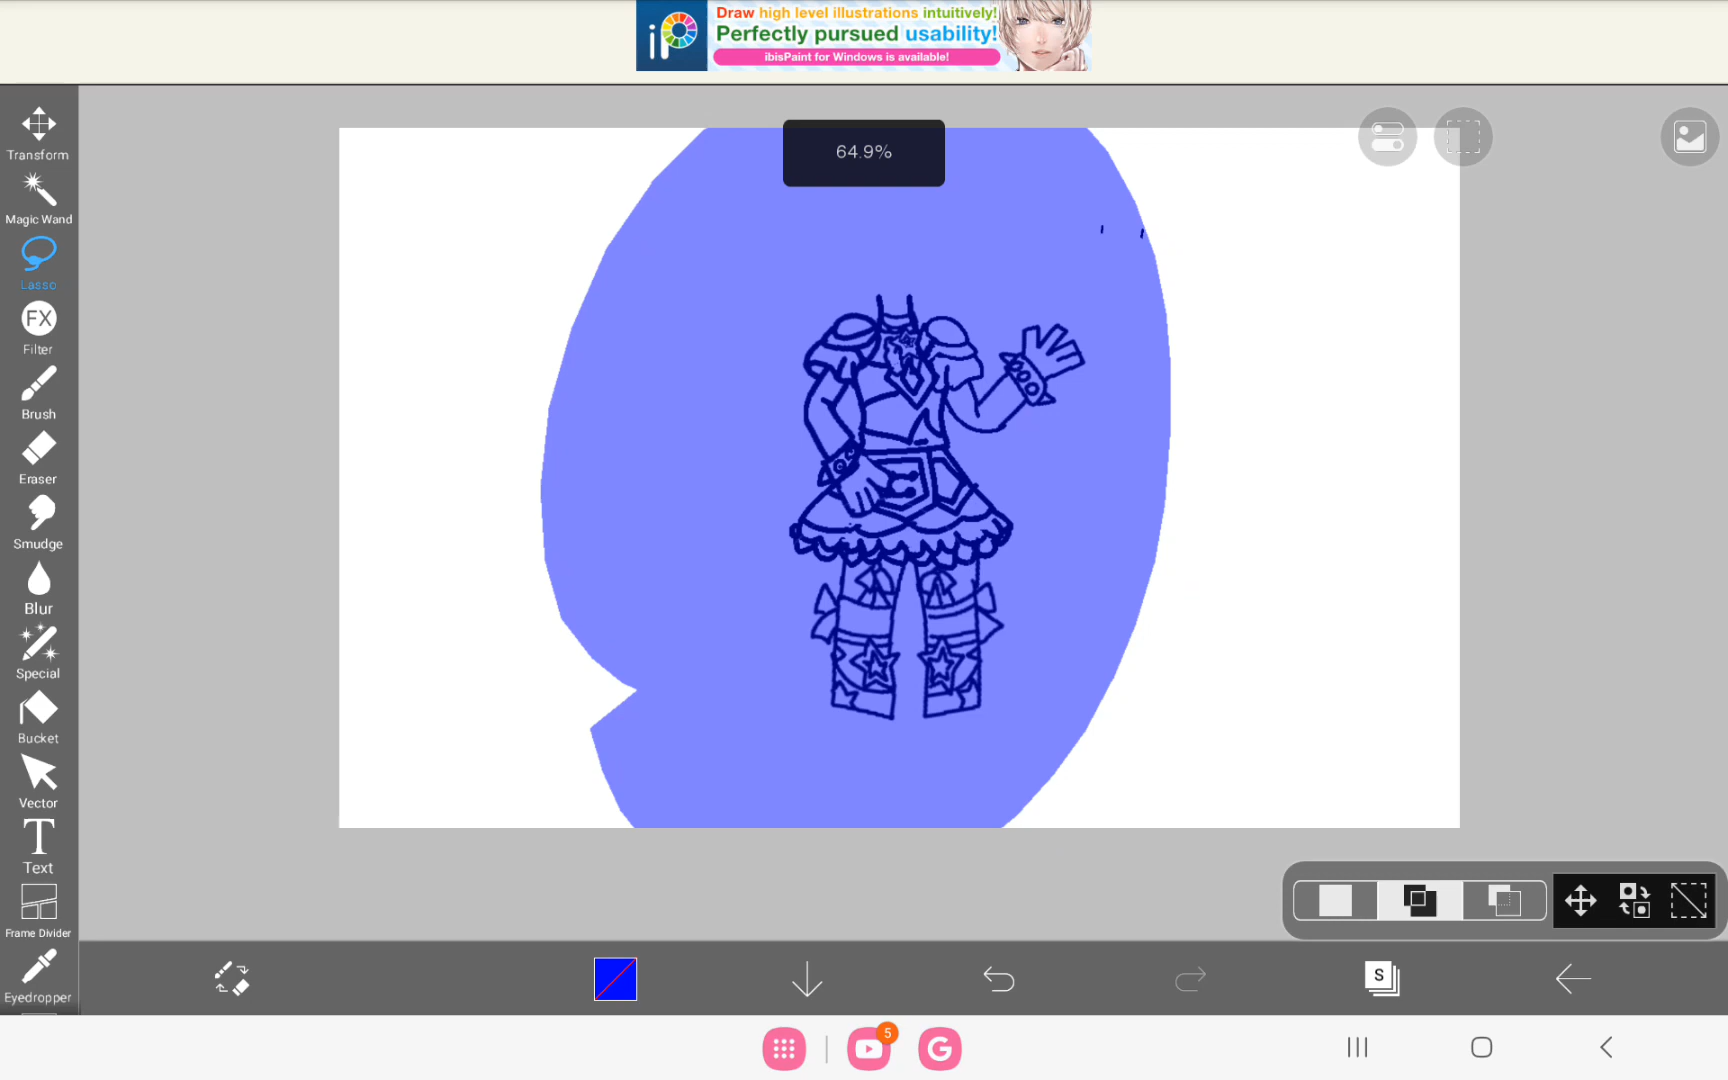 iP
Draw high level illustrations intuitively!
Perfectly pursued usability!
ibisPaint for Windows is available!
64.9%
Transform
Magic Wand
Lasso
FX
Filter
Brush
Eraser
Smudge
Blur
Special
Bucket
Vector
T
Text
Frame Divider
Eyedropper
S
5
G